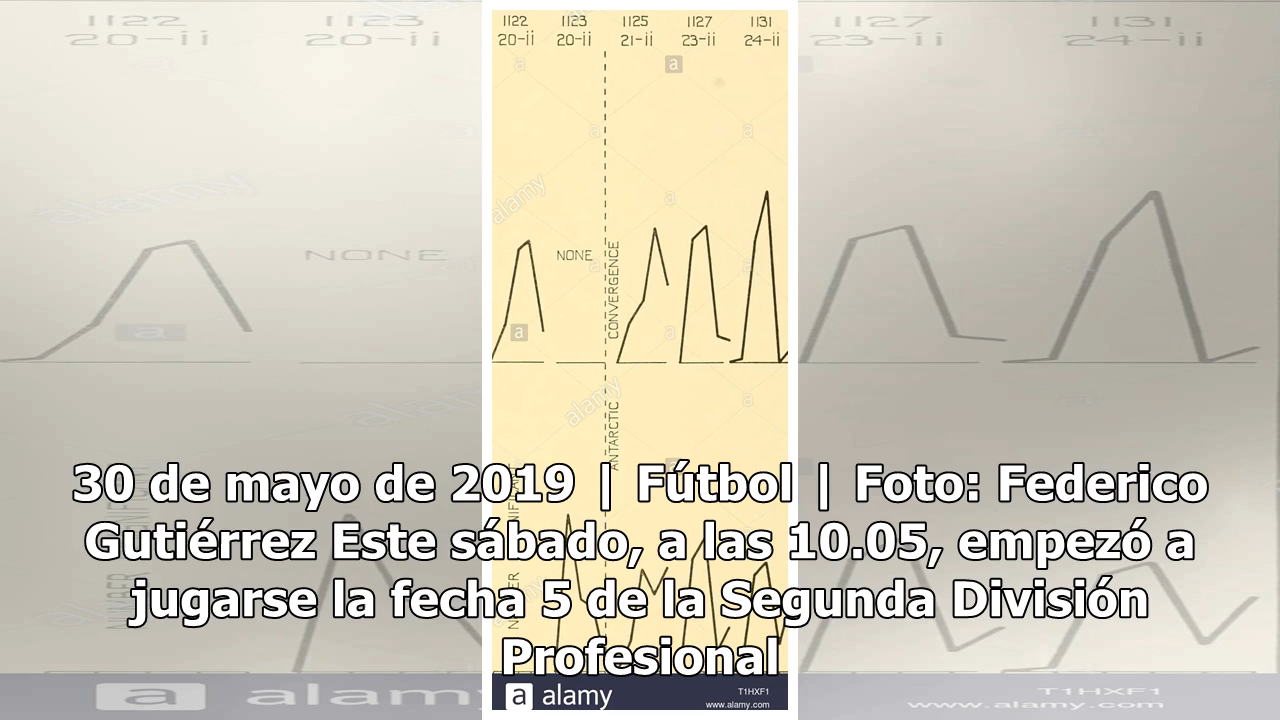 1122 1123 1125 1127 1131
20-ii 20-ii 21-ii 23-ii 24-ii
NONE
ANTARCTIC CONVERGENCE
NUMBER
30 de mayo de 2019 | Fútbol | Foto: Federico
Gutiérrez Este sábado, a las 10.05, empezó a
jugarse la fecha 5 de la Segunda División
Profesional
a alamy
T1HXF1
www.alamy.com